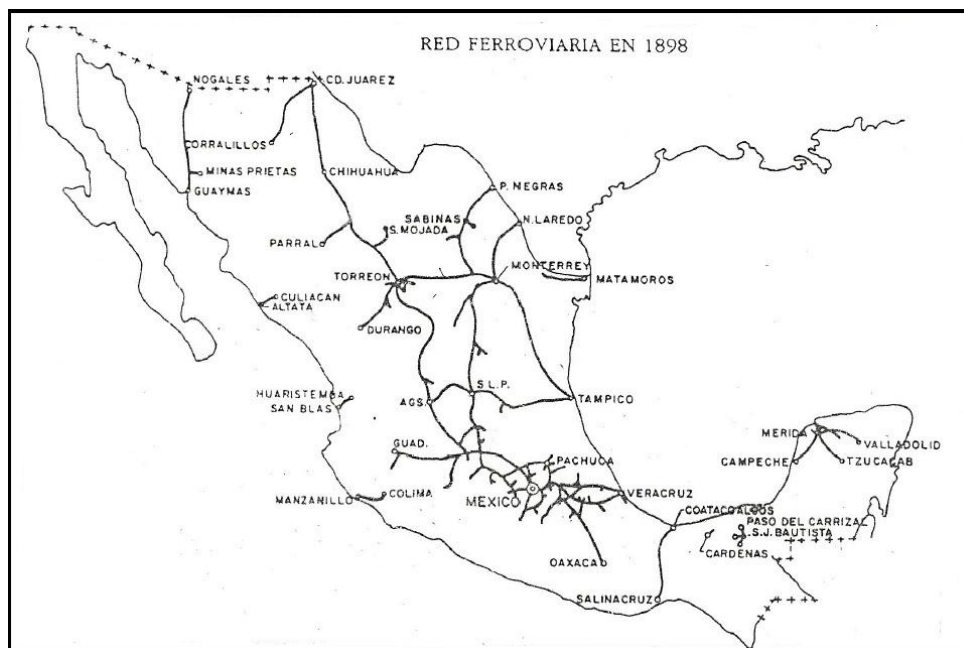 RED FERROVIARIA EN 1898
NOGALES
CD. JUAREZ
CORRALILLOS
MINAS PRIETAS
CHIHUAHUA
GUAYMAS
P. NEGRAS
SABINAS
N. LAREDO
S. MOJADA
PARRAL
MONTERREY
TORREON
MATAMOROS
CULIACAN
ALTATA
DURANGO
S.L.P.
HUARISTEMBA
SAN BLAS
AGS.
TAMPICO
GUAD.
MERIDA
VALLADOLID
PACHUCA
CAMPECHE
TZUCACAB
MANZANILLO
COLIMA
MEXICO
VERACRUZ
COATACOALCOS
PASO DEL CARRIZAL
S.J. BAUTISTA
CARDENAS
OAXACA
SALINACRUZ